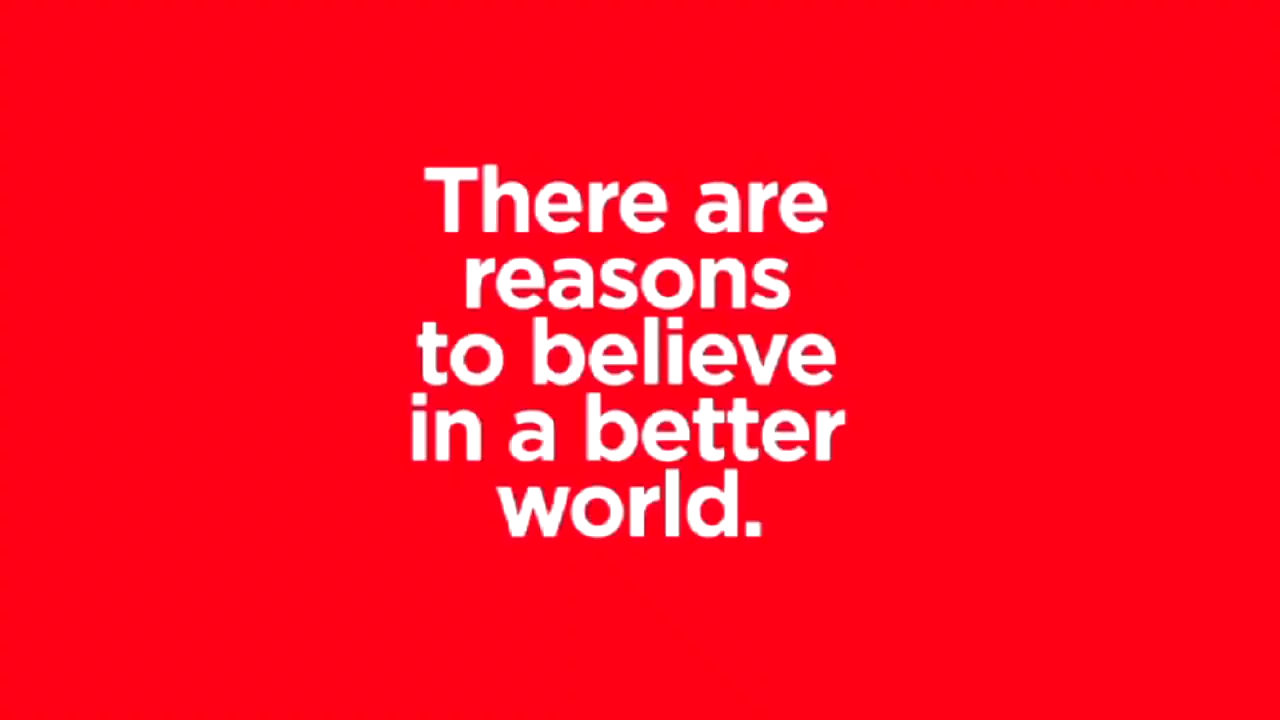 There are
reasons
to believe
in a better
world.